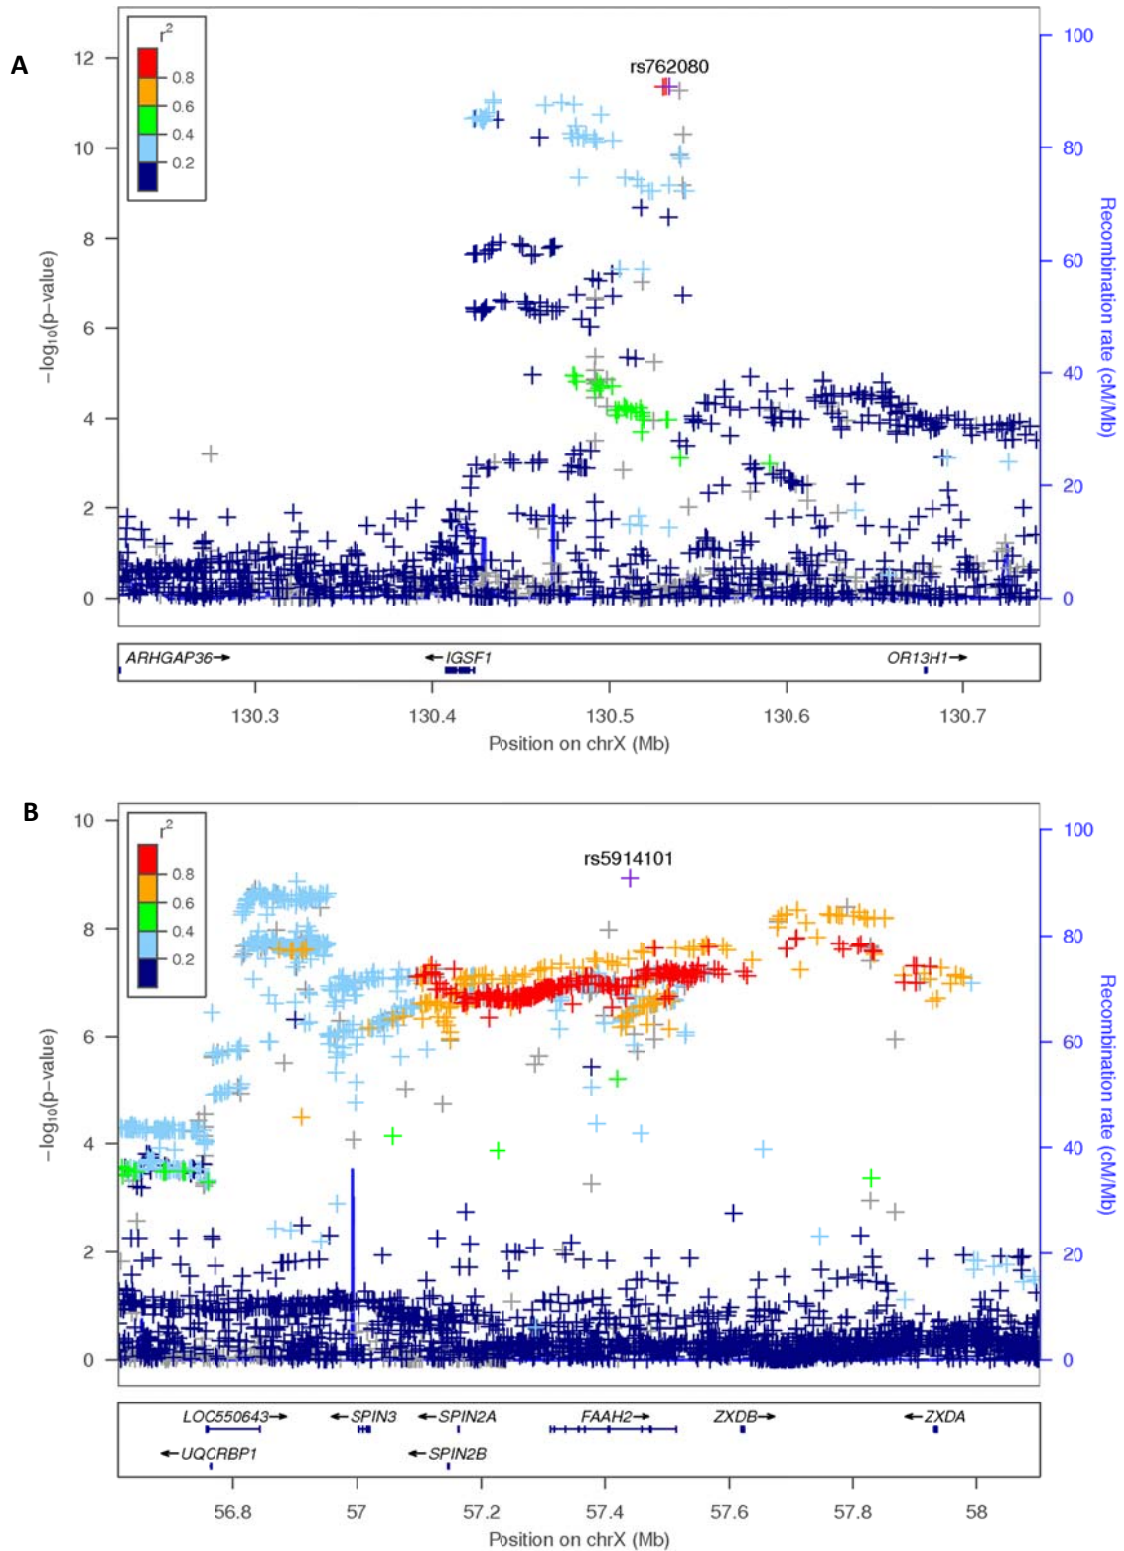 A
r²
0.8
0.6
0.4
0.2
rs762080
12
10
8
6
4
2
0
−log₁₀(p−value)
100
80
60
40
20
0
Recombination rate (cM/Mb)
ARHGAP36→
←IGSF1
OR13H1→
130.3 130.4 130.5 130.6 130.7
Position on chrX (Mb)
B
r²
0.8
0.6
0.4
0.2
rs5914101
10
8
6
4
2
0
−log₁₀(p−value)
100
80
60
40
20
0
Recombination rate (cM/Mb)
LOC550643→ ←SPIN3 ←SPIN2A FAAH2→ ZXDB→ ←ZXDA
←UQCRBP1 ←SPIN2B
56.8 57 57.2 57.4 57.6 57.8 58
Position on chrX (Mb)